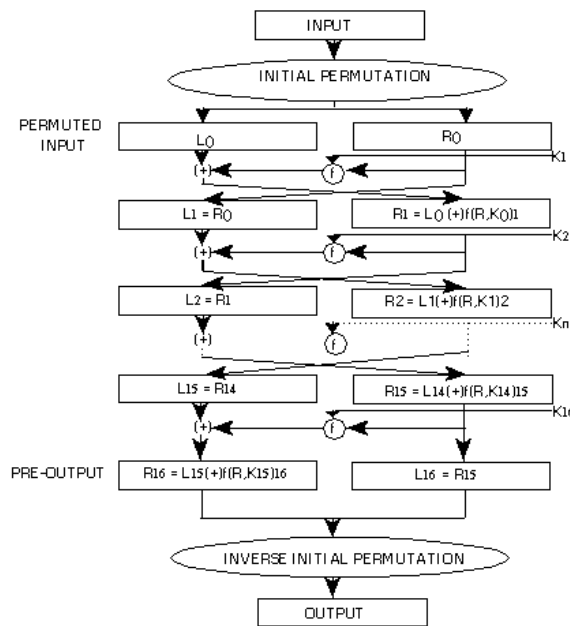 INPUT
INITIAL PERMUTATION
PERMUTED
INPUT
L0
R0
K1
(+)
f
L1 = R0
R1 = L0 (+)f(R,K0)1
K2
(+)
f
L2 = R1
R2 = L1(+)f(R,K1)2
Kn
(+)
f
L15 = R14
R15 = L14(+)f(R,K14)15
K16
(+)
f
PRE-OUTPUT
R16 = L15(+)f(R,K15)16
L16 = R15
INVERSE INITIAL PERMUTATION
OUTPUT